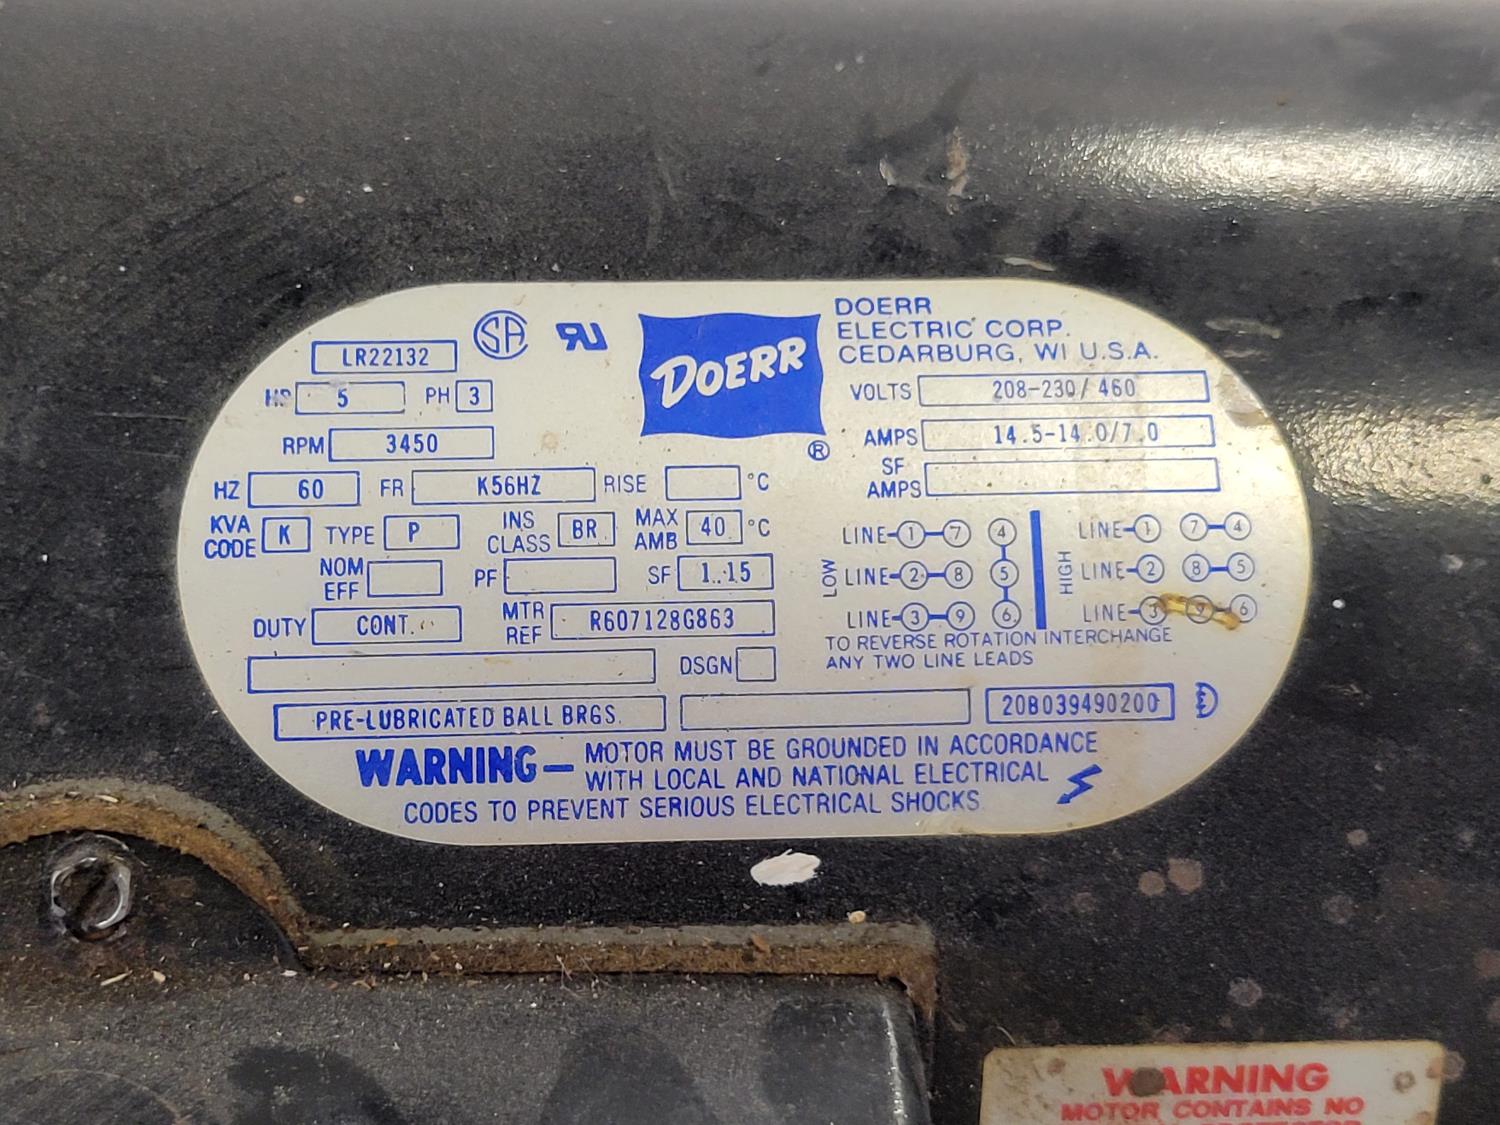 LR22132
SA
RU
DOERR
®
DOERR
ELECTRIC CORP.
CEDARBURG, WI U.S.A.
HP 5 PH 3
RPM 3450
HZ 60 FR K56HZ RISE °C
KVA CODE K TYPE P INS CLASS BR MAX AMB 40 °C
NOM EFF PF SF 1.15
DUTY CONT. MTR REF R607128G863
DSGN
PRE-LUBRICATED BALL BRGS.
VOLTS 208-230/460
AMPS 14.5-14.0/7.0
SF AMPS
LOW
LINE-1-7 4
LINE-2-8 5
LINE-3-9 6
HIGH
LINE-1 7-4
LINE-2 8-5
LINE-3 9-6
TO REVERSE ROTATION INTERCHANGE
ANY TWO LINE LEADS
20B039490200
WARNING— MOTOR MUST BE GROUNDED IN ACCORDANCE
WITH LOCAL AND NATIONAL ELECTRICAL
CODES TO PREVENT SERIOUS ELECTRICAL SHOCKS
WARNING
MOTOR CONTAINS NO